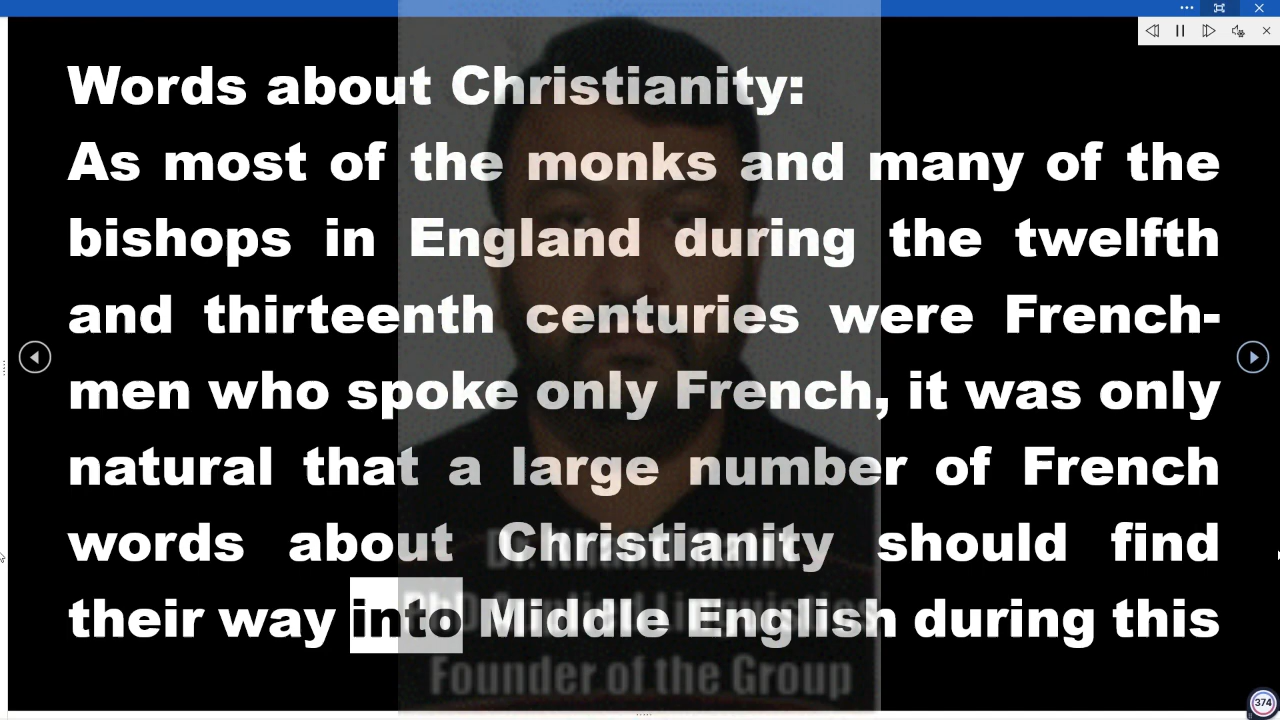 Words about Christianity:
As most of the monks and many of the
bishops in England during the twelfth
and thirteenth centuries were French-
men who spoke only French, it was only
natural that a large number of French
words about Christianity should find
their way into Middle English during this
Founder of the Group
374